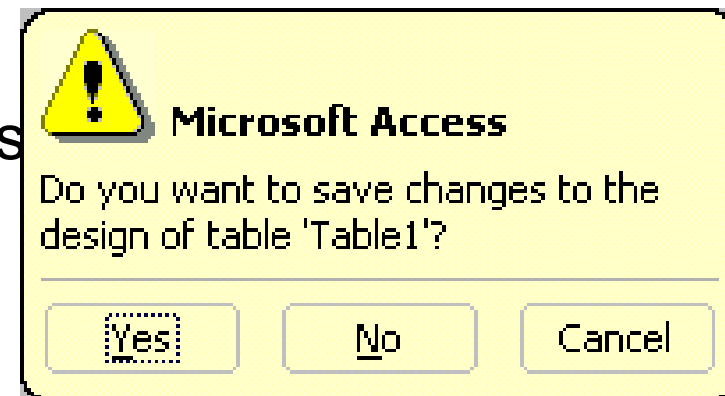 Microsoft Access
s
Do you want to save changes to the
design of table 'Table1'?
Yes No Cancel